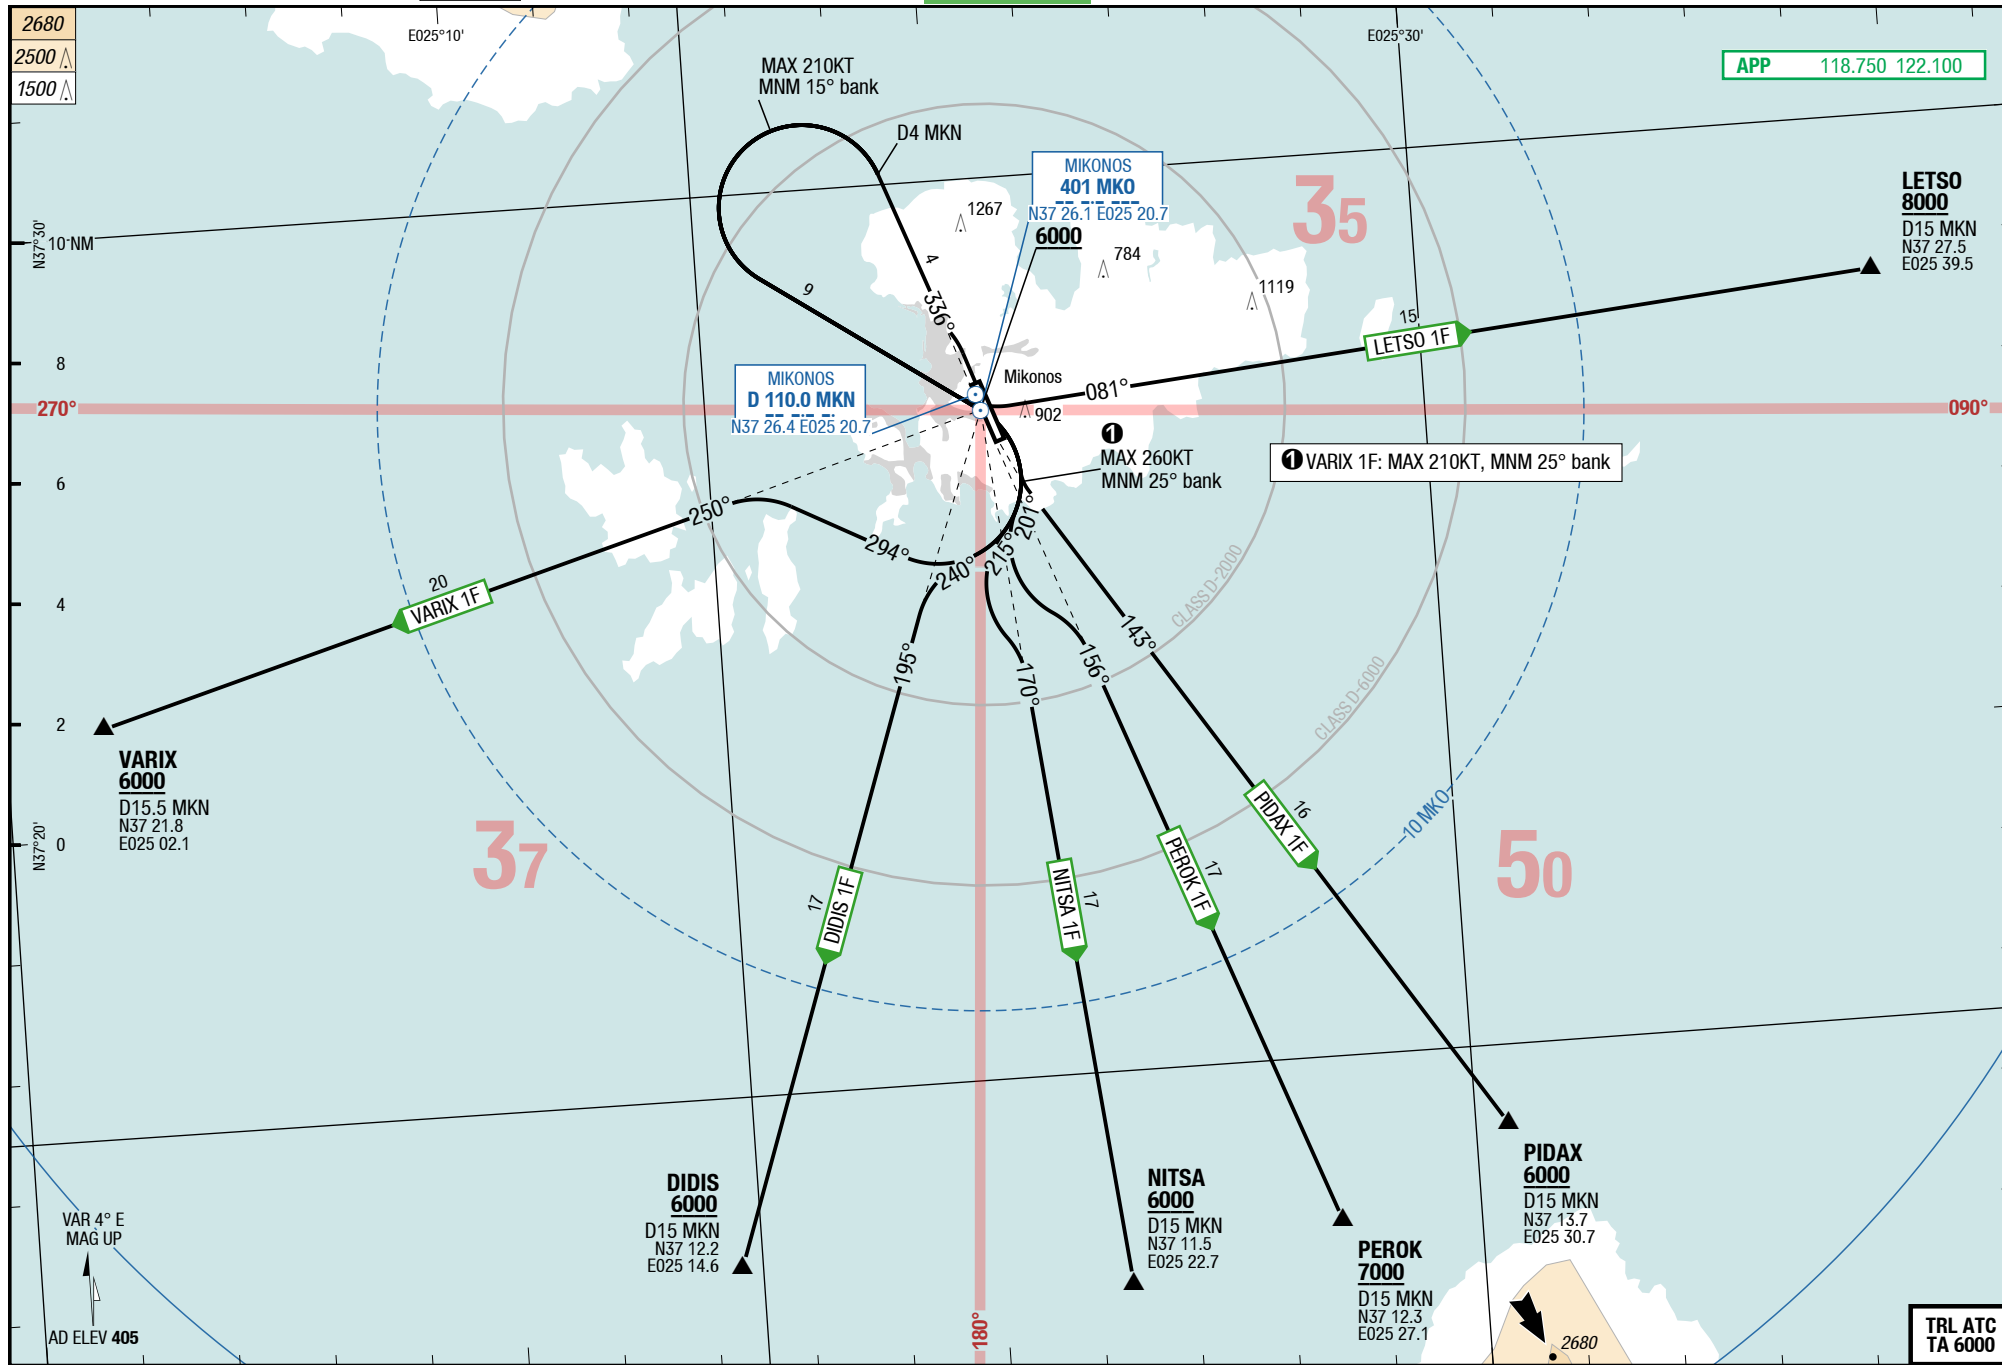 2680
2500
1500
E025°10'
E025°30'
APP 118.750 122.100
MAX 210KT
MNM 15° bank
D4 MKN
MIKONOS
401 MKO
N37 26.1 E025 20.7
6000
35
LETSO
8000
D15 MKN
N37 27.5
E025 39.5
1267
784
1119
N37°30'
10 NM
4
9
336°
15
LETSO 1F
8
MIKONOS
D 110.0 MKN
N37 26.4 E025 20.7
Mikonos
081°
902
270°
090°
1
MAX 260KT
MNM 25° bank
1 VARIX 1F: MAX 210KT, MNM 25° bank
6
250°
294°
240°
215°
201°
20
VARIX 1F
4
CLASS D-2000
143°
195°
170°
156°
CLASS D-6000
2
VARIX
6000
D15.5 MKN
N37 21.8
E025 02.1
N37°20'
0
37
50
10 MKO
16
PIDAX 1F
17
PEROK 1F
17
NITSA 1F
17
DIDIS 1F
DIDIS
6000
D15 MKN
N37 12.2
E025 14.6
NITSA
6000
D15 MKN
N37 11.5
E025 22.7
PIDAX
6000
D15 MKN
N37 13.7
E025 30.7
PEROK
7000
D15 MKN
N37 12.3
E025 27.1
VAR 4° E
MAG UP
AD ELEV 405
180°
2680
TRL ATC
TA 6000